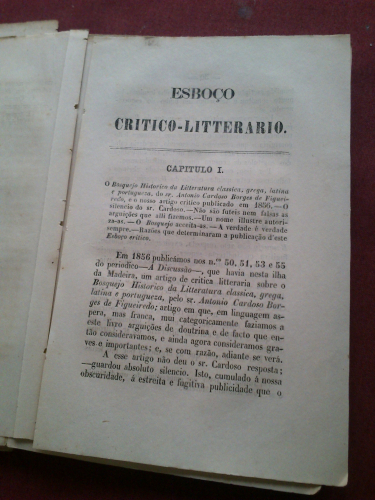 ESBOÇO
CRITICO-LITTERARIO.
CAPITULO I.
O Bosquejo Historico da Litteratura classica, grega, latina
e portugueza, do sr. Antonio Cardoso Borges de Figuei-
redo, e o nosso artigo critico publicado em 1856.—O
silencio do sr. Cardoso.—Não são futeis nem falsas as
arguições que alli fizemos.—Um nome illustre autori-
sa-as.—O Bosquejo aceita-as.—A verdade é verdade
sempre.—Razões que determinaram a publicação d'este
Esboço critico.
Em 1856 publicámos aos n.os 50, 51, 53 e 55
do periodico—A Discussão—, que havia nesta ilha
da Madeira, um artigo de critica litteraria sobre o
Bosquejo Historico da Litteratura classica, grega,
latina e portugueza, pelo sr. Antonio Cardoso Bor-
ges de Figueiredo; artigo em que, em linguagem as-
pera, mas franca, mui categoricamente faziamos a
este livro arguições de doutrina e de facto que en-
tão consideravamos, e ainda agora consideramos gra-
ves e importantes; e, se com razão, adiante se verá.
A esse artigo não deu o sr. Cardoso resposta;
—guardou absoluto silencio. Isto, cumulado á nossa
obscuridade, á estreita e fugitiva publicidade que o